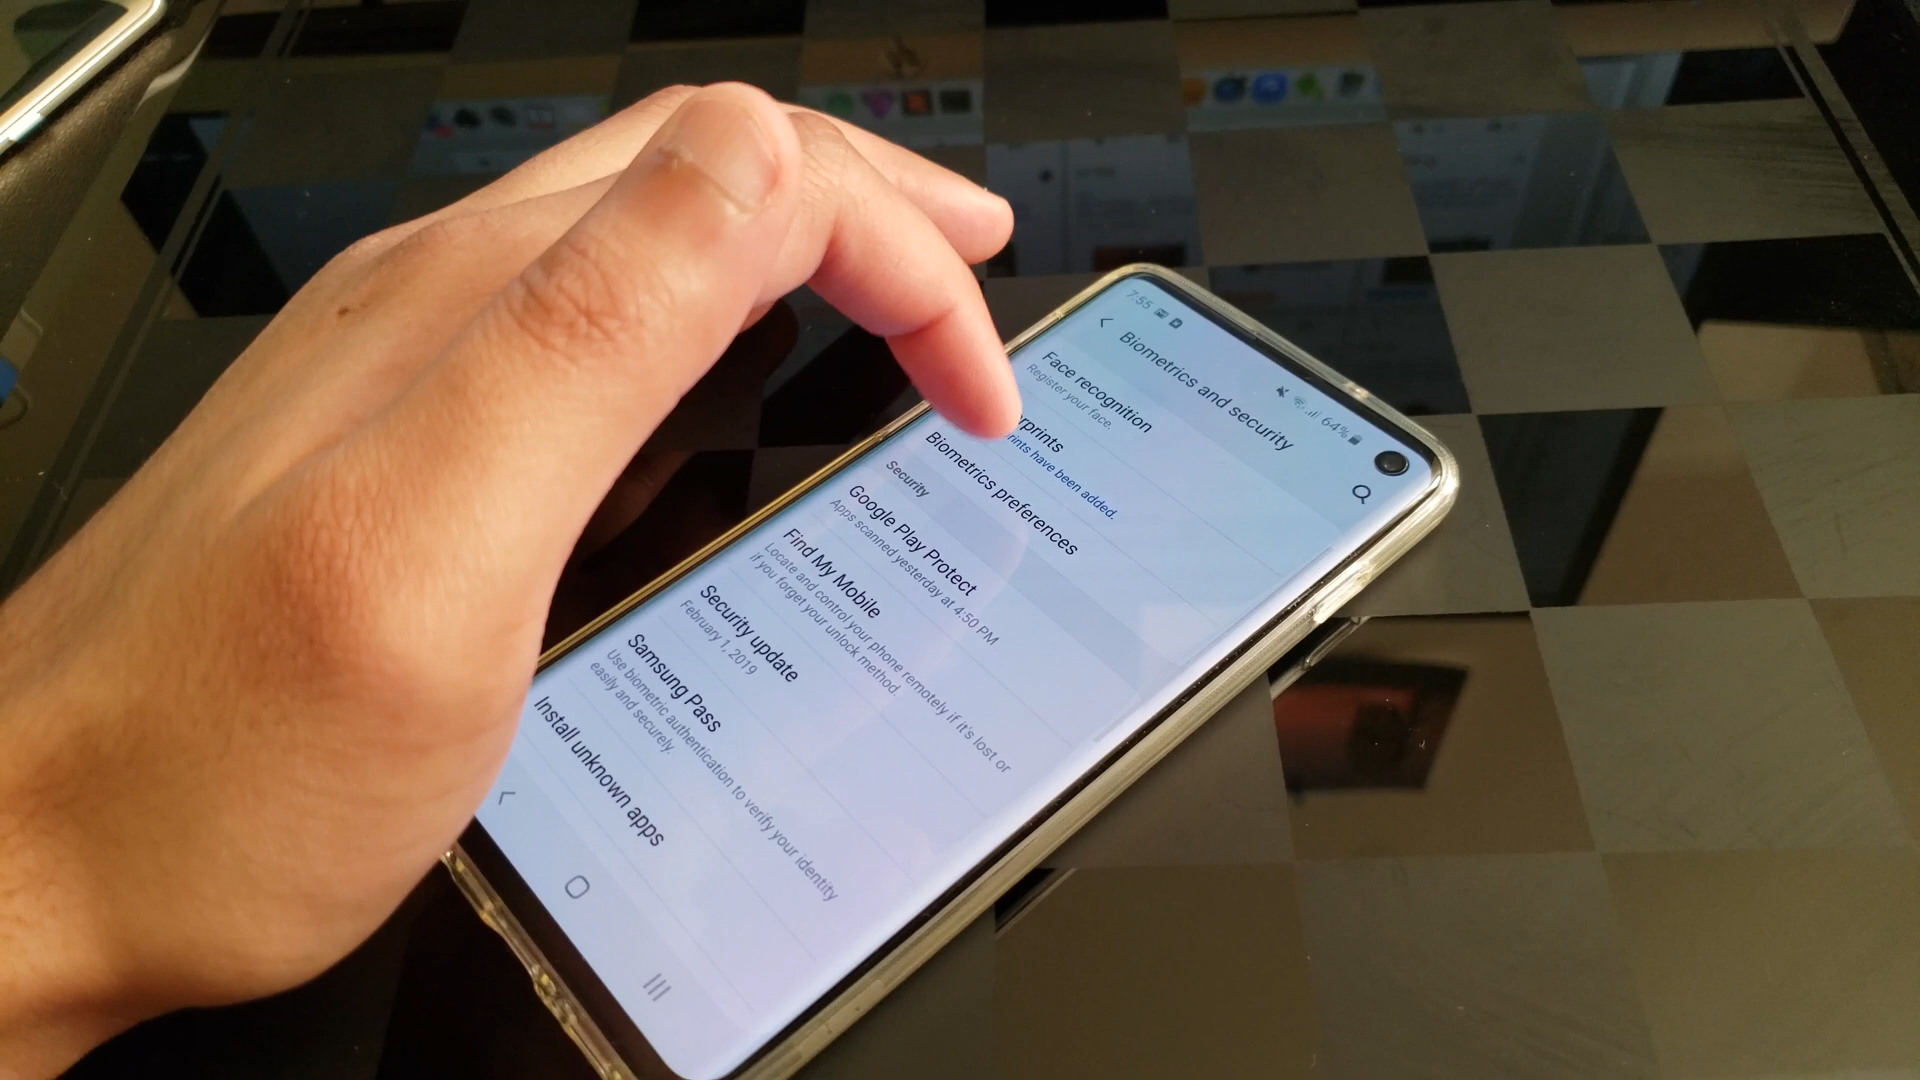 7:55
64%
Biometrics and security
Face recognition
Register your face.
rprints
rints have been added.
Biometrics preferences
Security
Google Play Protect
Apps scanned yesterday at 4:50 PM
Find My Mobile
Locate and control your phone remotely if it's lost or
if you forget your unlock method.
Security update
February 1, 2019
Samsung Pass
Use biometric authentication to verify your identity
easily and securely.
Install unknown apps